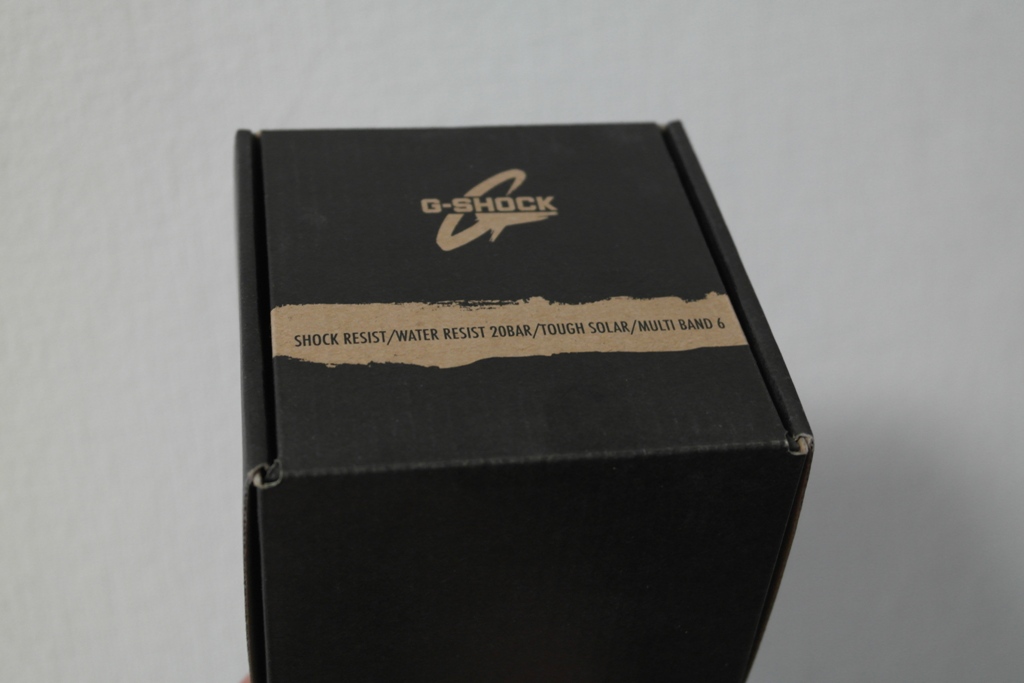 G-SHOCK
SHOCK RESIST/WATER RESIST 20BAR/TOUGH SOLAR/MULTI BAND 6